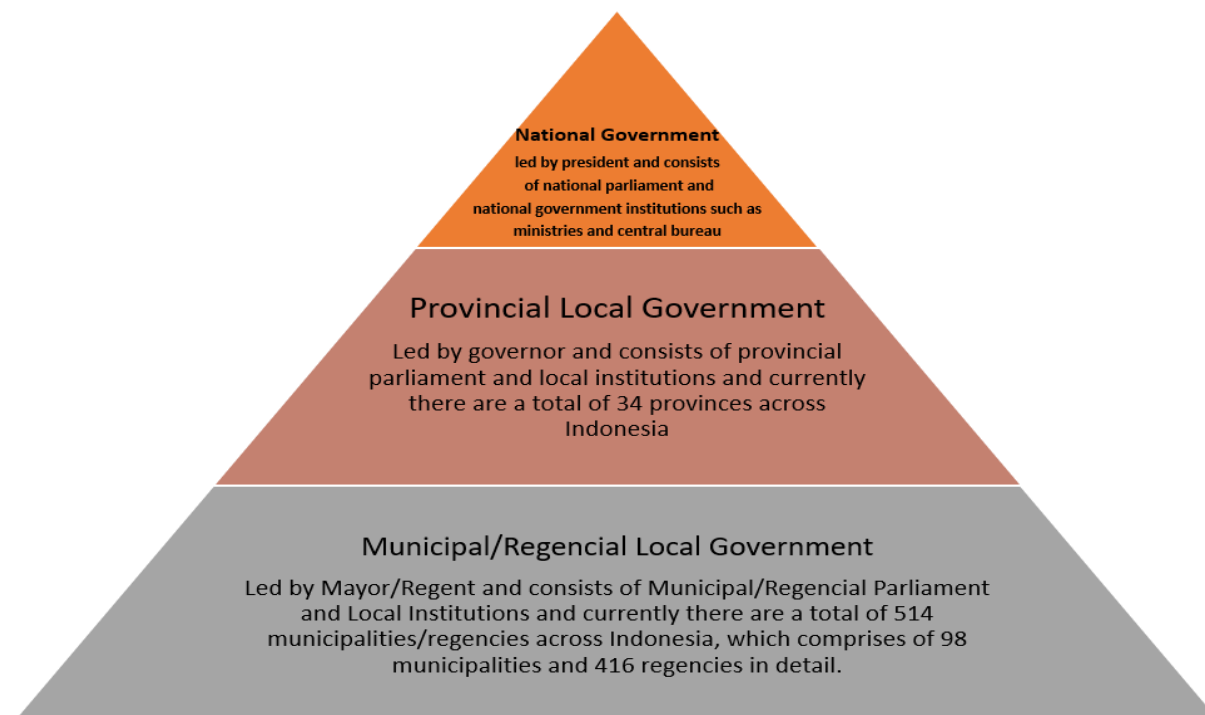 National Government
led by president and consists
of national parliament and
national government institutions such as
ministries and central bureau
Provincial Local Government
Led by governor and consists of provincial
parliament and local institutions and currently
there are a total of 34 provinces across
Indonesia
Municipal/Regencial Local Government
Led by Mayor/Regent and consists of Municipal/Regencial Parliament
and Local Institutions and currently there are a total of 514
municipalities/regencies across Indonesia, which comprises of 98
municipalities and 416 regencies in detail.